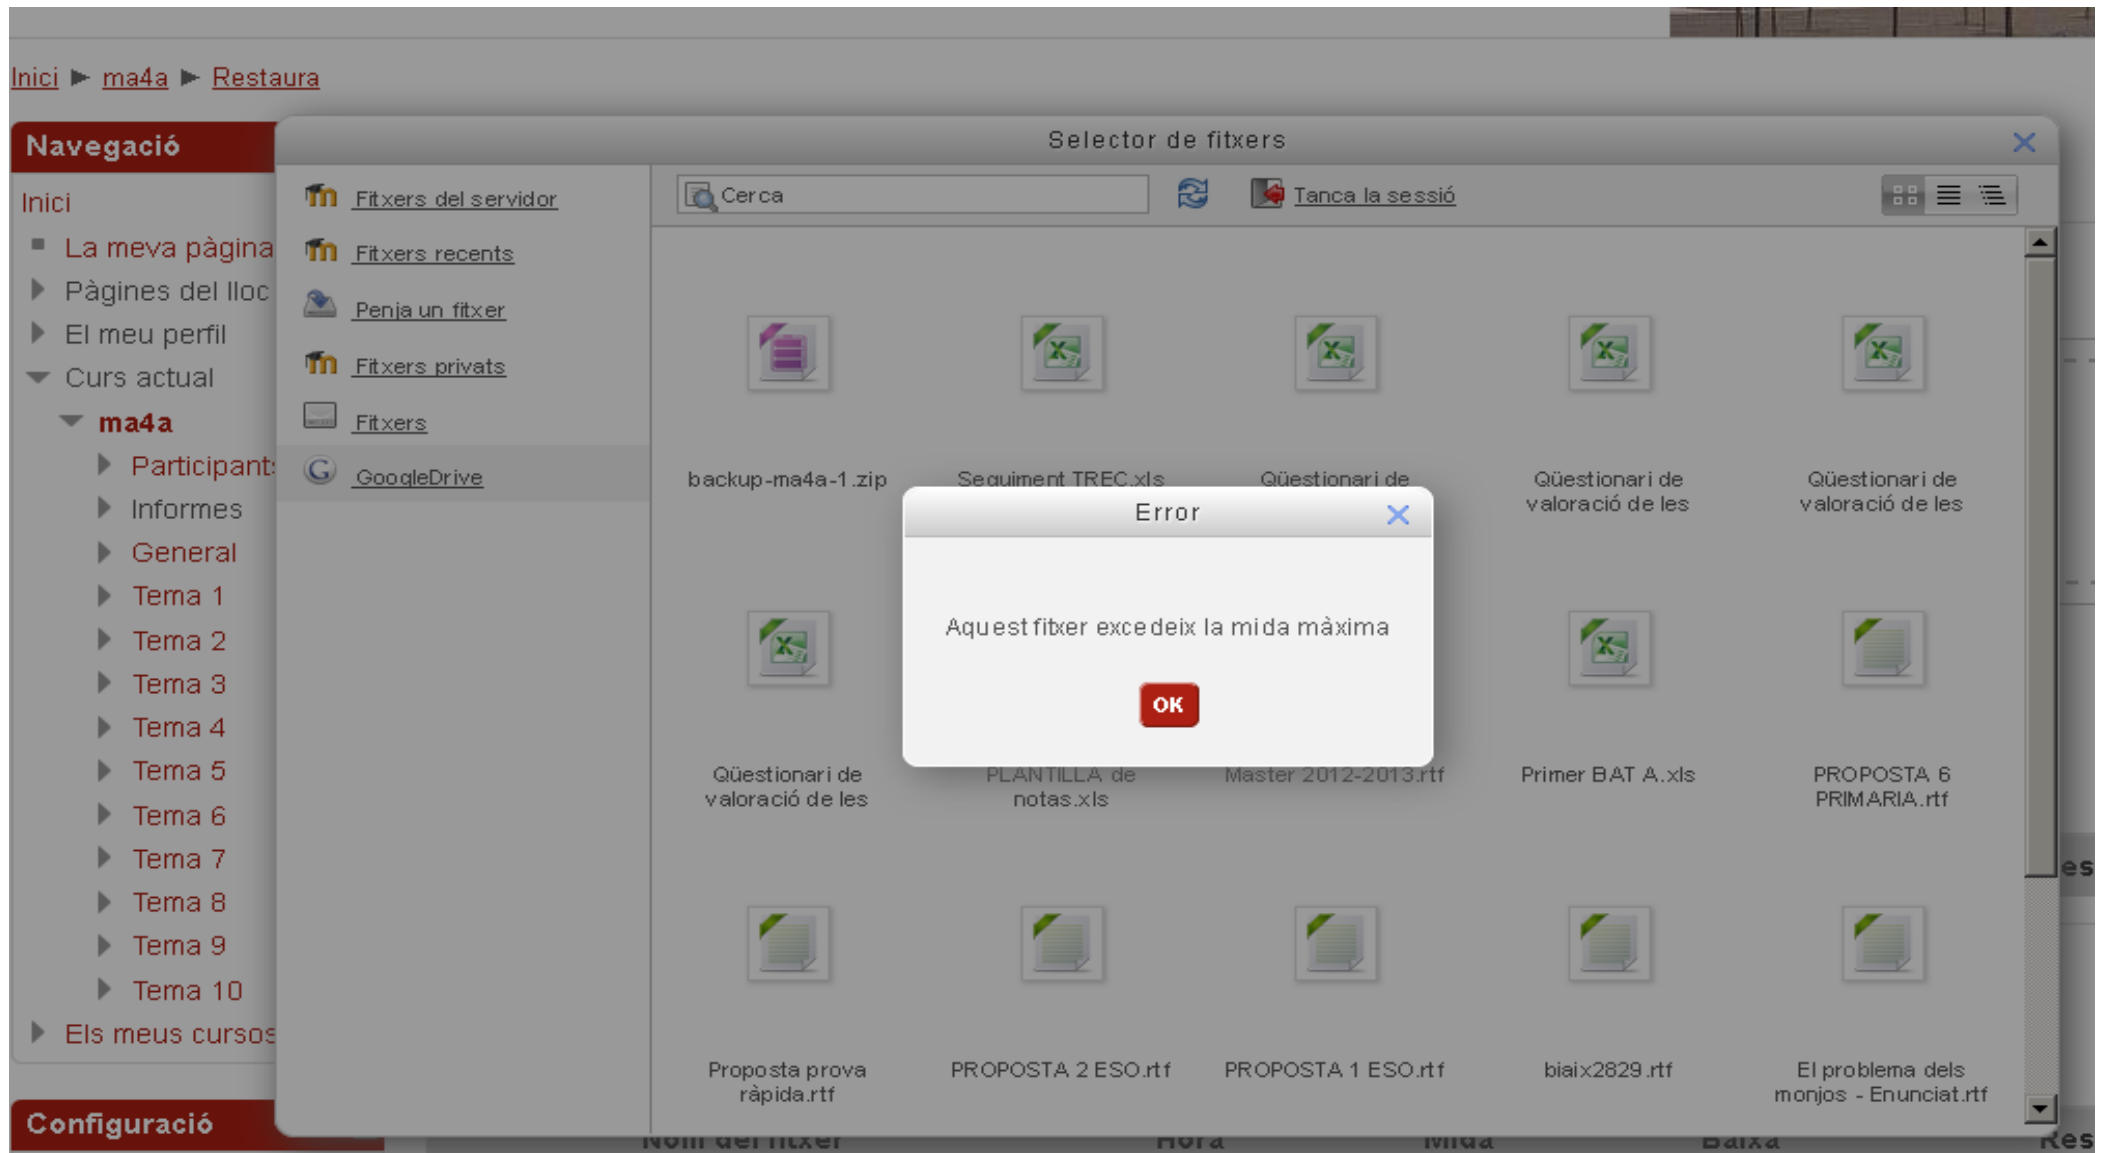 Inici ► ma4a ► Restaura
Navegació
Inici
La meva pàgina
Pàgines del lloc
El meu perfil
Curs actual
ma4a
Participants
Informes
General
Tema 1
Tema 2
Tema 3
Tema 4
Tema 5
Tema 6
Tema 7
Tema 8
Tema 9
Tema 10
Els meus cursos
Configuració
Selector de fitxers
Fitxers del servidor
Fitxers recents
Penja un fitxer
Fitxers privats
Fitxers
GoogleDrive
Cerca
Tanca la sessió
backup-ma4a-1.zip
Seguiment TREC.xls
Qüestionari de
Qüestionari de
valoració de les
Qüestionari de
valoració de les
Error
Aquest fitxer excedeix la mida màxima
OK
Qüestionari de
valoració de les
PLANTILLA de
notas.xls
Master 2012-2013.rtf
Primer BAT A.xls
PROPOSTA 6
PRIMARIA.rtf
Proposta prova
ràpida.rtf
PROPOSTA 2 ESO.rtf
PROPOSTA 1 ESO.rtf
biaix2829.rtf
El problema dels
monjos - Enunciat.rtf
es
Nom del fitxer
Hora
Mida
Baixa
Res